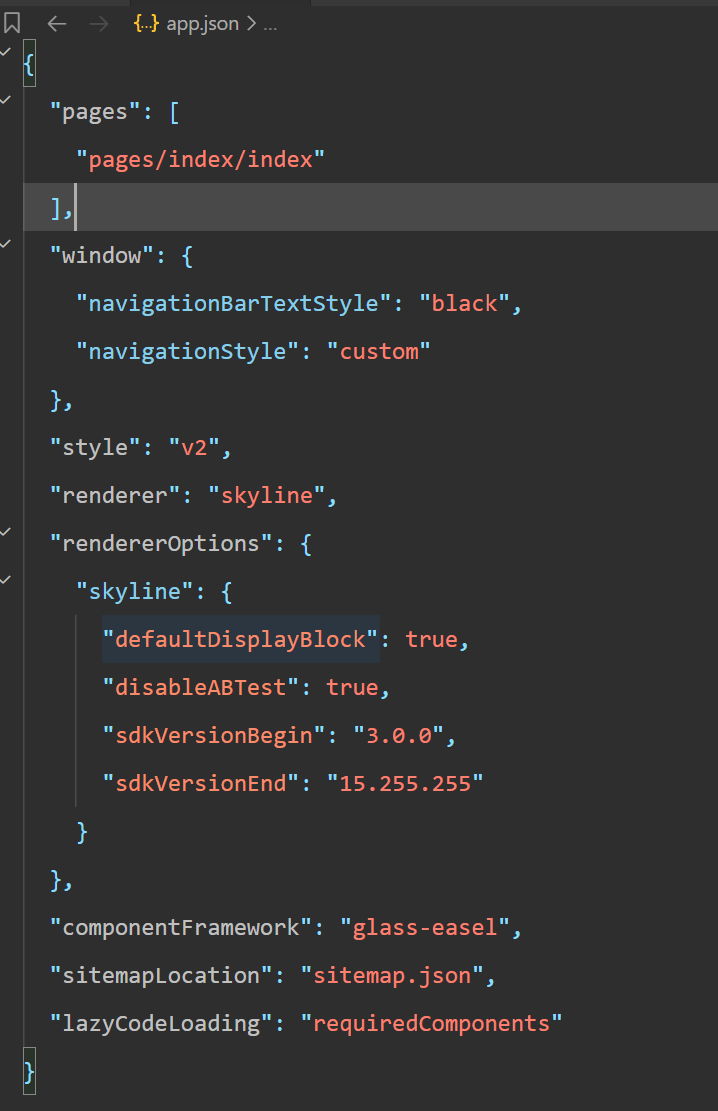 {...} app.json > ...
{
"pages": [
"pages/index/index"
],
"window": {
"navigationBarTextStyle": "black",
"navigationStyle": "custom"
},
"style": "v2",
"renderer": "skyline",
"rendererOptions": {
"skyline": {
"defaultDisplayBlock": true,
"disableABTest": true,
"sdkVersionBegin": "3.0.0",
"sdkVersionEnd": "15.255.255"
}
},
"componentFramework": "glass-easel",
"sitemapLocation": "sitemap.json",
"lazyCodeLoading": "requiredComponents"
}